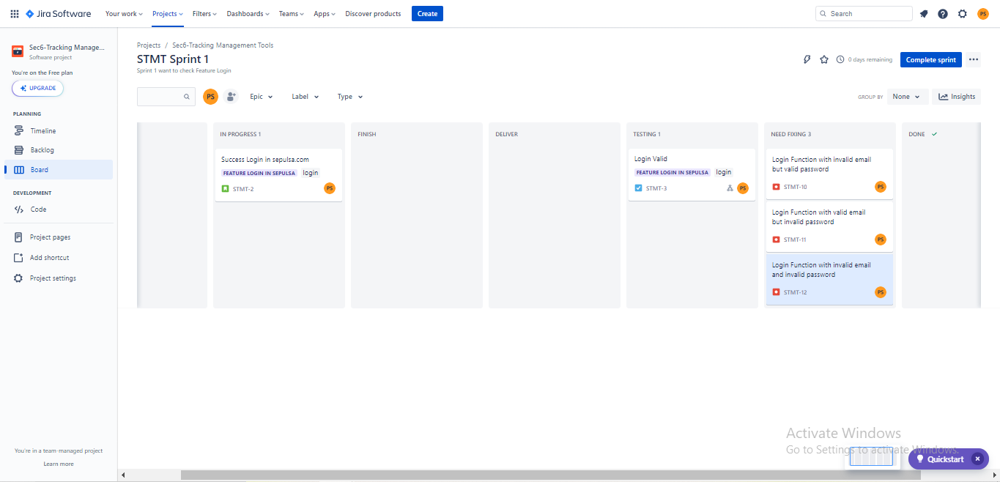 Jira Software Your work Projects Filters Dashboards Teams Apps Discover products Create Search PS
Sec6-Tracking Manage...
Software project
You're on the Free plan
UPGRADE
PLANNING
Timeline
Backlog
Board
DEVELOPMENT
Code
Project pages
Add shortcut
Project settings
You're in a team-managed project
Learn more
Projects / Sec6-Tracking Management Tools
STMT Sprint 1
Sprint 1 want to check Feature Login
0 days remaining Complete sprint
PS Epic Label Type GROUP BY None Insights
IN PROGRESS 1
Success Login in sepulsa.com
FEATURE LOGIN IN SEPULSA login
STMT-2 PS
FINISH
DELIVER
TESTING 1
Login Valid
FEATURE LOGIN IN SEPULSA login
STMT-3 PS
NEED FIXING 3
Login Function with invalid email
but valid password
STMT-10 PS
Login Function with valid email
but invalid password
STMT-11 PS
Login Function with invalid email
and invalid password
STMT-12 PS
DONE
Activate Windows
Go to Settings to activate Windows.
Quickstart